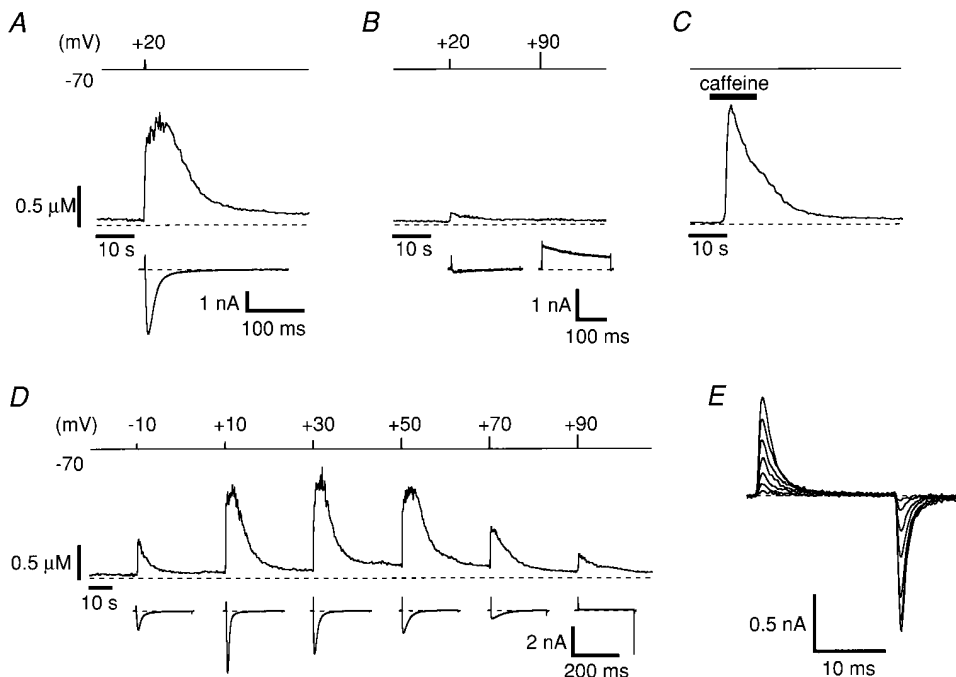 A
(mV)
+20
-70
0.5 µM
10 s
1 nA
100 ms
B
+20
+90
10 s
1 nA
100 ms
C
caffeine
10 s
D
(mV)
-10
+10
+30
+50
+70
+90
-70
0.5 µM
10 s
2 nA
200 ms
E
0.5 nA
10 ms